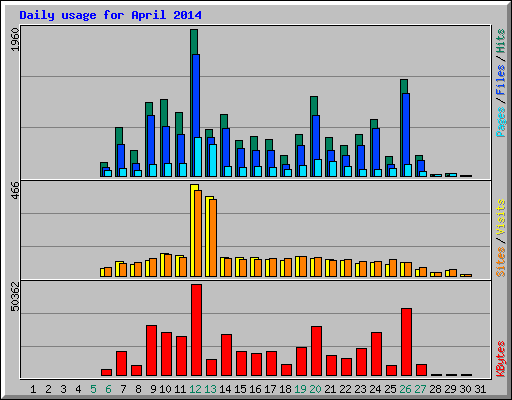 Daily usage for April 2014
1960
Pages / Files / Hits
466
Sites / Visits
50362
KBytes
1 2 3 4 5 6 7 8 9 10 11 12 13 14 15 16 17 18 19 20 21 22 23 24 25 26 27 28 29 30 31